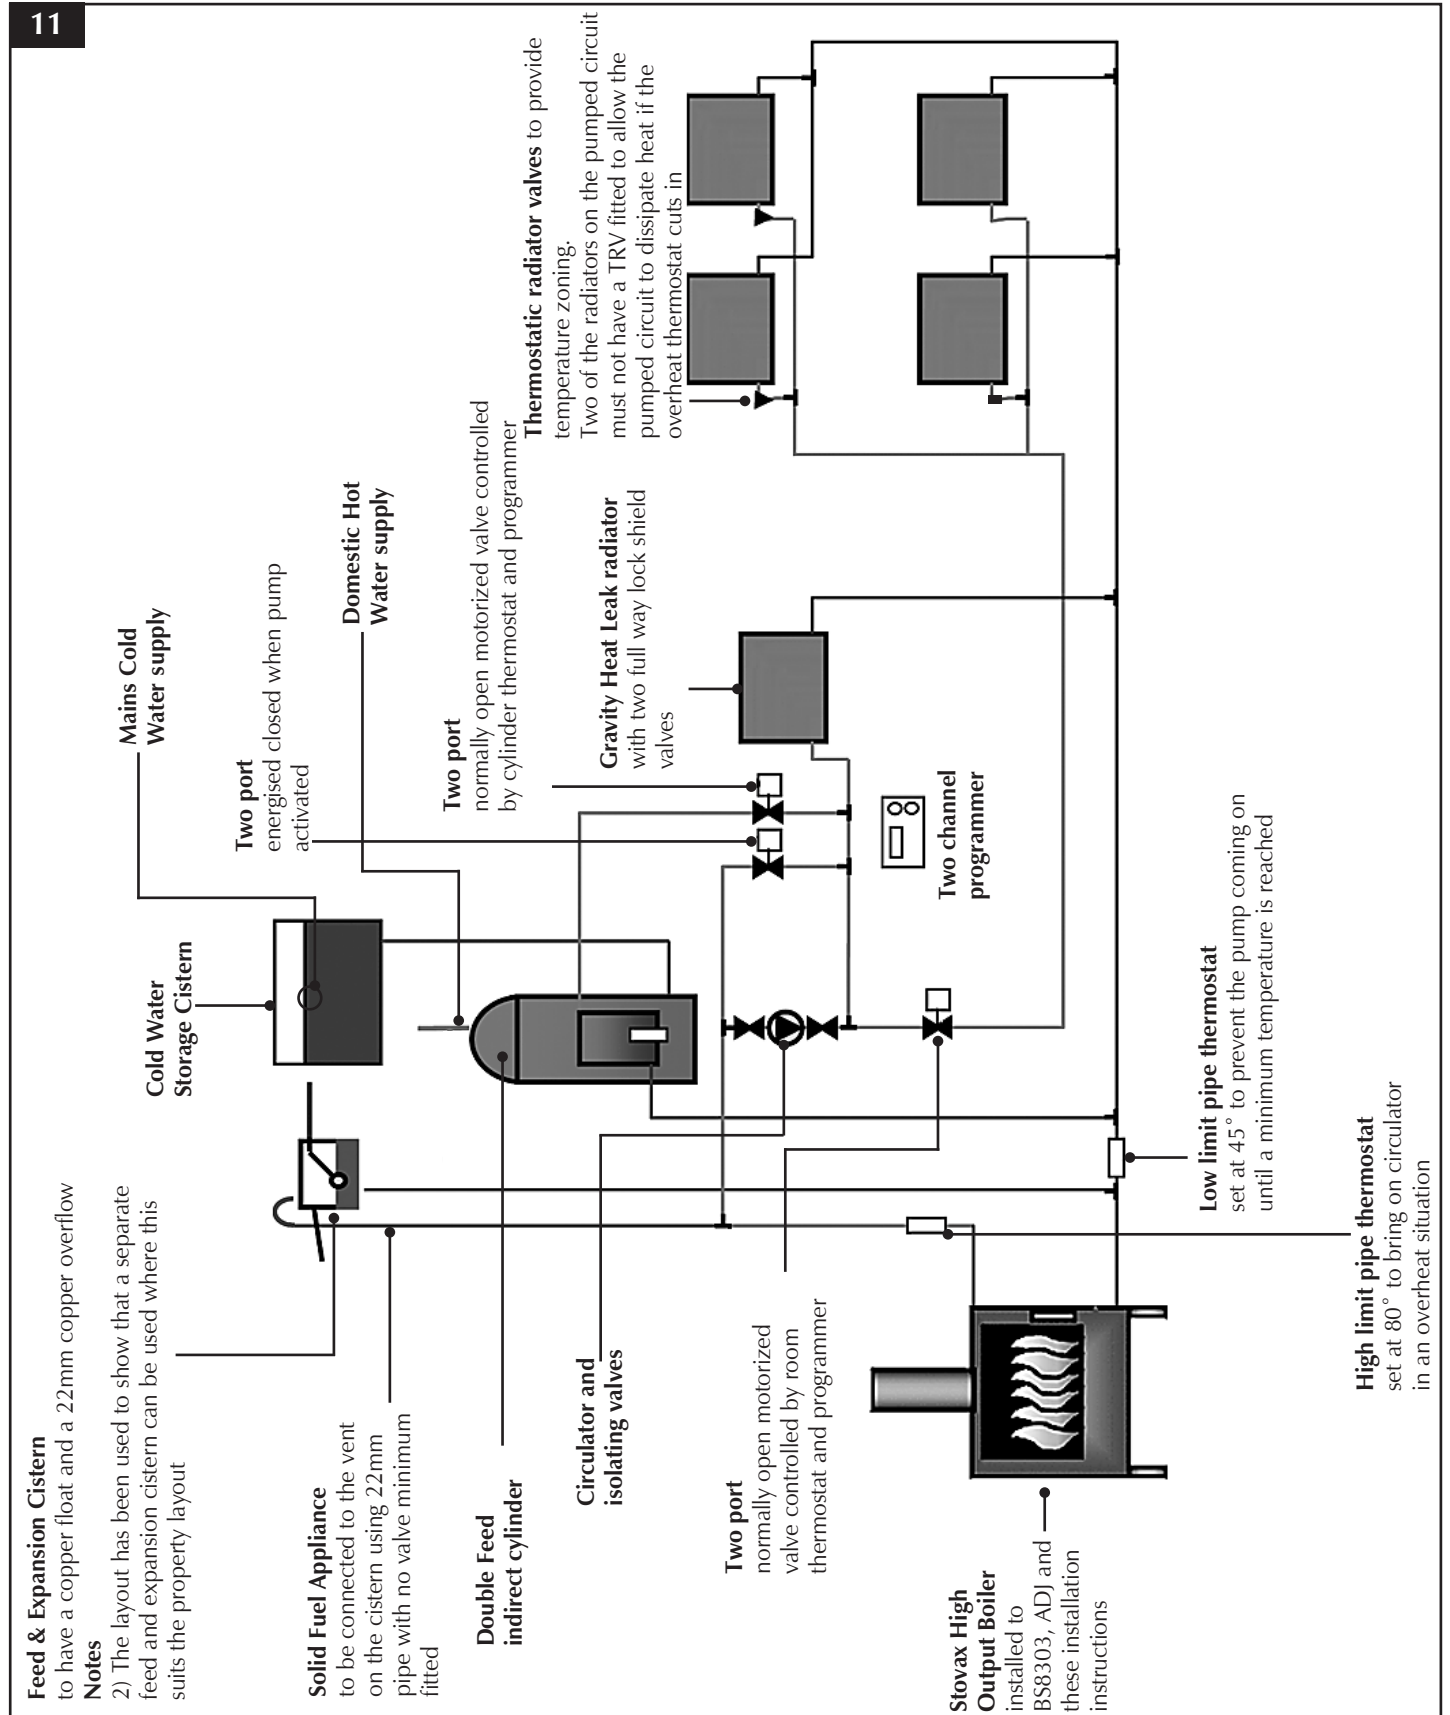 11
Feed & Expansion Cistern
to have a copper float and a 22mm copper overflow
Notes
2) The layout has been used to show that a separate
feed and expansion cistern can be used where this
suits the property layout
Solid Fuel Appliance
to be connected to the vent
on the cistern using 22mm
pipe with no valve minimum
fitted
Double Feed
indirect cylinder
Circulator and
isolating valves
Two port
normally open motorized
valve controlled by room
thermostat and programmer
Stovax High
Output Boiler
installed to
BS8303, ADJ and
these installation
instructions
Cold Water
Storage Cistern
Mains Cold
Water supply
Two port
energised closed when pump
activated
Domestic Hot
Water supply
Two port
normally open motorized valve controlled
by cylinder thermostat and programmer
Gravity Heat Leak radiator
with two full way lock shield
valves
Thermostatic radiator valves to provide
temperature zoning.
Two of the radiators on the pumped circuit
must not have a TRV fitted to allow the
pumped circuit to dissipate heat if the
overheat thermostat cuts in
Two channel
programmer
Low limit pipe thermostat
set at 45˚ to prevent the pump coming on
until a minimum temperature is reached
High limit pipe thermostat
set at 80˚ to bring on circulator
in an overheat situation